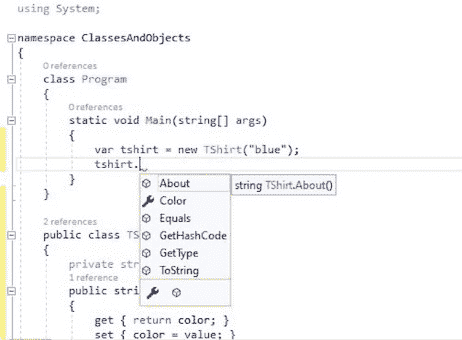 using System;
namespace ClassesAndObjects
{
0 references
class Program
{
0 references
static void Main(string[] args)
{
var tshirt = new TShirt("blue");
tshirt.
}
}
About
string TShirt.About()
Color
Equals
GetHashCode
GetType
ToString
2 references
public class TS
{
private str
1 reference
public stri
{
get { return color; }
set { color = value; }